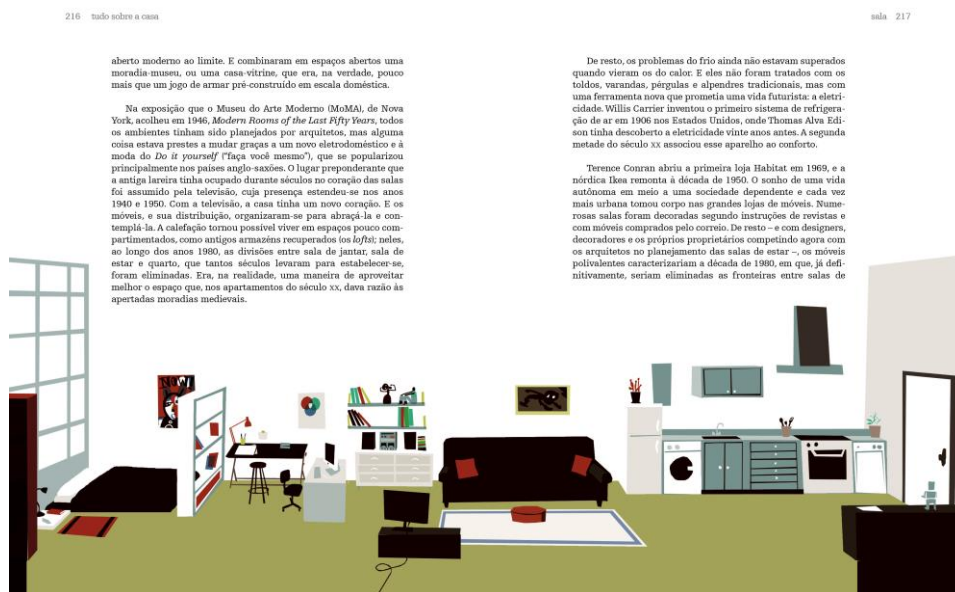 216 tudo sobre a casa
aberto moderno ao limite. E combinaram em espaços abertos uma
moradia-museu, ou uma casa-vitrine, que era, na verdade, pouco
mais que um jogo de armar pré-construído em escala doméstica.
Na exposição que o Museu do Arte Moderno (MoMA), de Nova
York, acolheu em 1946, Modern Rooms of the Last Fifty Years, todos
os ambientes tinham sido planejados por arquitetos, mas alguma
coisa estava prestes a mudar graças a um novo eletrodoméstico e à
moda do Do it yourself (“faça você mesmo”), que se popularizou
principalmente nos países anglo-saxões. O lugar preponderante que
a antiga lareira tinha ocupado durante séculos no coração das salas
foi assumido pela televisão, cuja presença estendeu-se nos anos
1940 e 1950. Com a televisão, a casa tinha um novo coração. E os
móveis, e sua distribuição, organizaram-se para abraçá-la e con-
templá-la. A calefação tornou possível viver em espaços pouco com-
partimentados, como antigos armazéns recuperados (os lofts); neles,
ao longo dos anos 1980, as divisões entre sala de jantar, sala de
estar e quarto, que tantos séculos levaram para estabelecer-se,
foram eliminadas. Era, na realidade, uma maneira de aproveitar
melhor o espaço que, nos apartamentos do século XX, dava razão às
apertadas moradias medievais.
sala 217
De resto, os problemas do frio ainda não estavam superados
quando vieram os do calor. E eles não foram tratados com os
toldos, varandas, pérgulas e alpendres tradicionais, mas com
uma ferramenta nova que prometia uma vida futurista: a eletri-
cidade. Willis Carrier inventou o primeiro sistema de refrigera-
ção de ar em 1906 nos Estados Unidos, onde Thomas Alva Edi-
son tinha descoberto a eletricidade vinte anos antes. A segunda
metade do século XX associou esse aparelho ao conforto.
Terence Conran abriu a primeira loja Habitat em 1969, e a
nórdica Ikea remonta à década de 1950. O sonho de uma vida
autônoma em meio a uma sociedade dependente e cada vez
mais urbana tomou corpo nas grandes lojas de móveis. Nume-
rosas salas foram decoradas segundo instruções de revistas e
com móveis comprados pelo correio. De resto – e com designers,
decoradores e os próprios proprietários competindo agora com
os arquitetos no planejamento das salas de estar –, os móveis
polivalentes caracterizariam a década de 1980, em que, já defi-
nitivamente, seriam eliminadas as fronteiras entre salas de
NOW!